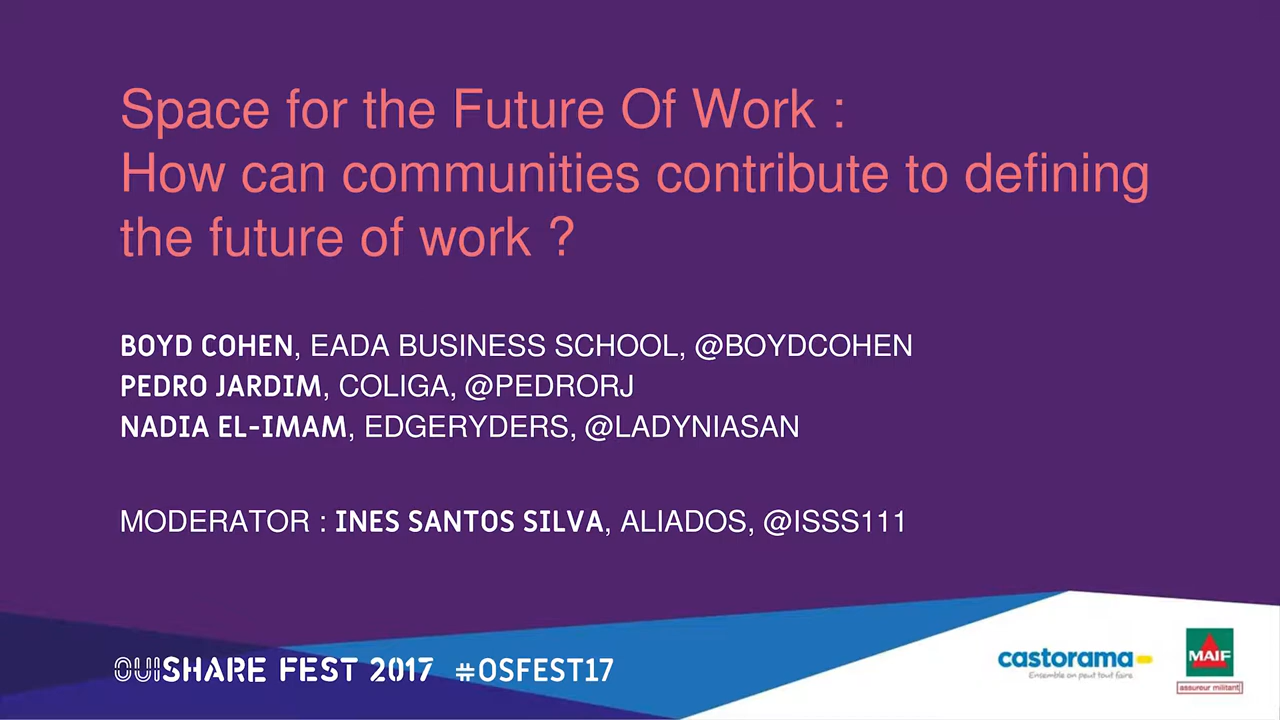 Space for the Future Of Work :
How can communities contribute to defining
the future of work ?
BOYD COHEN, EADA BUSINESS SCHOOL, @BOYDCOHEN
PEDRO JARDIM, COLIGA, @PEDRORJ
NADIA EL-IMAM, EDGERYDERS, @LADYNIASAN
MODERATOR : INES SANTOS SILVA, ALIADOS, @ISSS111
OUISHARE FEST 2017 #OSFEST17
castorama
Ensemble on peut tout faire
MAIF
assureur militant